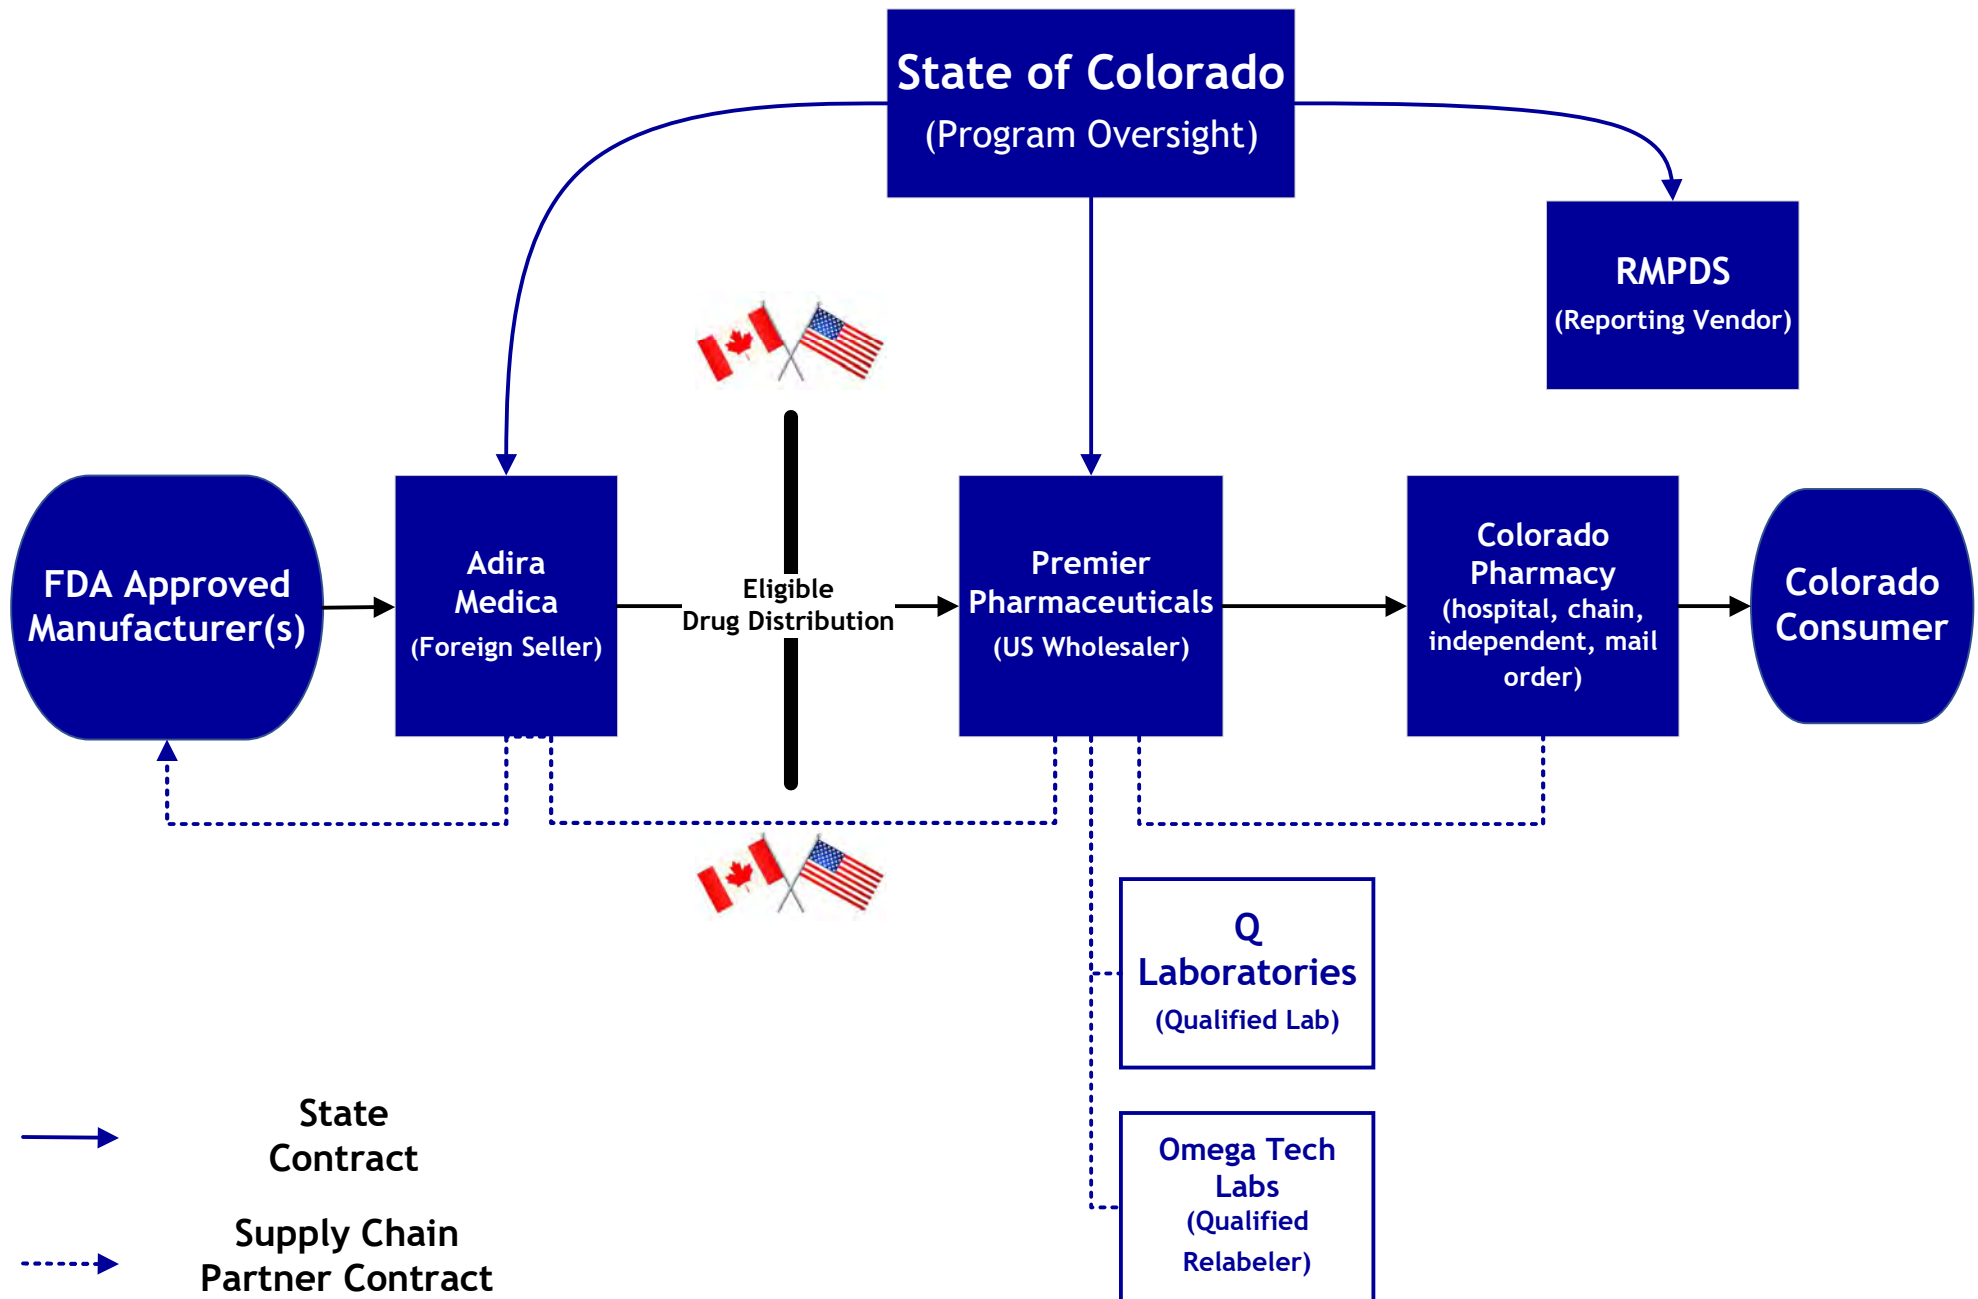 State of Colorado
(Program Oversight)
RMPDS
(Reporting Vendor)
FDA Approved
Manufacturer(s)
Adira
Medica
(Foreign Seller)
Eligible
Drug Distribution
Premier
Pharmaceuticals
(US Wholesaler)
Colorado
Pharmacy
(hospital, chain,
independent, mail
order)
Colorado
Consumer
Q
Laboratories
(Qualified Lab)
Omega Tech
Labs
(Qualified
Relabeler)
State
Contract
Supply Chain
Partner Contract